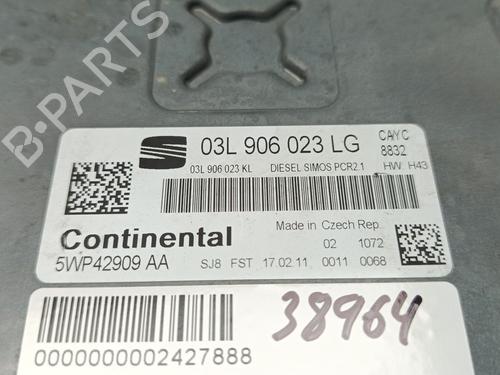 B-PARTS
03L 906 023 LG
CAYC
8832
03L 906 023 KL DIESEL SIMOS PCR2.1 HW H43
Continental
Made in Czech Rep.
02 1072
5WP42909 AA SJ8 FST 17.02.11 0011 0068
38964
0000000002427888